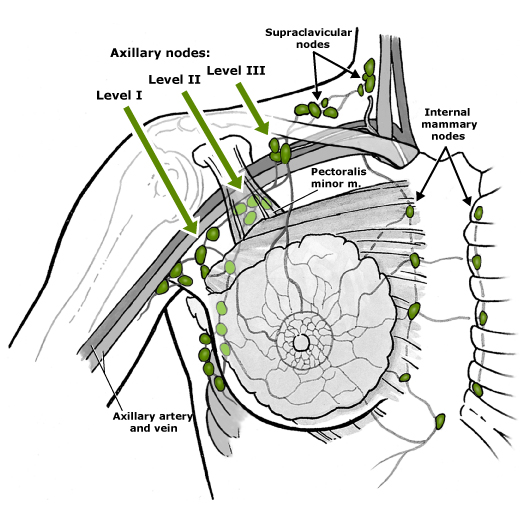 Supraclavicular
nodes
Axillary nodes:
Level III
Level II
Level I
Internal
mammary
nodes
Pectoralis
minor m.
Axillary artery
and vein